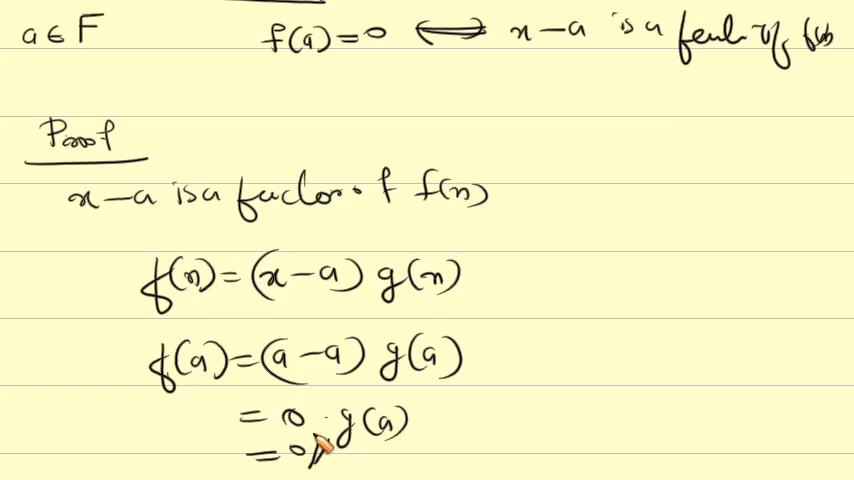 a ∈ F f(a)=0 ⟺ x-a is a factor of f(x)
Proof
x-a is a factor of f(x)
f(x)=(x-a) g(x)
f(a)=(a-a) g(a)
= 0 . g(a)
= 0